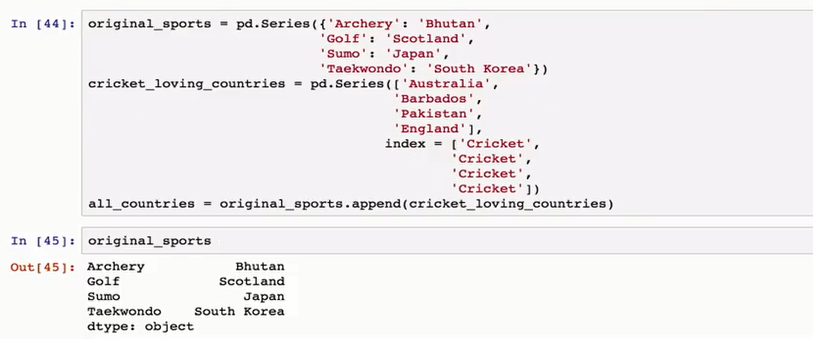 In [44]: original_sports = pd.Series({'Archery': 'Bhutan',
'Golf': 'Scotland',
'Sumo': 'Japan',
'Taekwondo': 'South Korea'})
cricket_loving_countries = pd.Series(['Australia',
'Barbados',
'Pakistan',
'England'],
index = ['Cricket',
'Cricket',
'Cricket',
'Cricket'])
all_countries = original_sports.append(cricket_loving_countries)
In [45]: original_sports
Out[45]: Archery Bhutan
Golf Scotland
Sumo Japan
Taekwondo South Korea
dtype: object